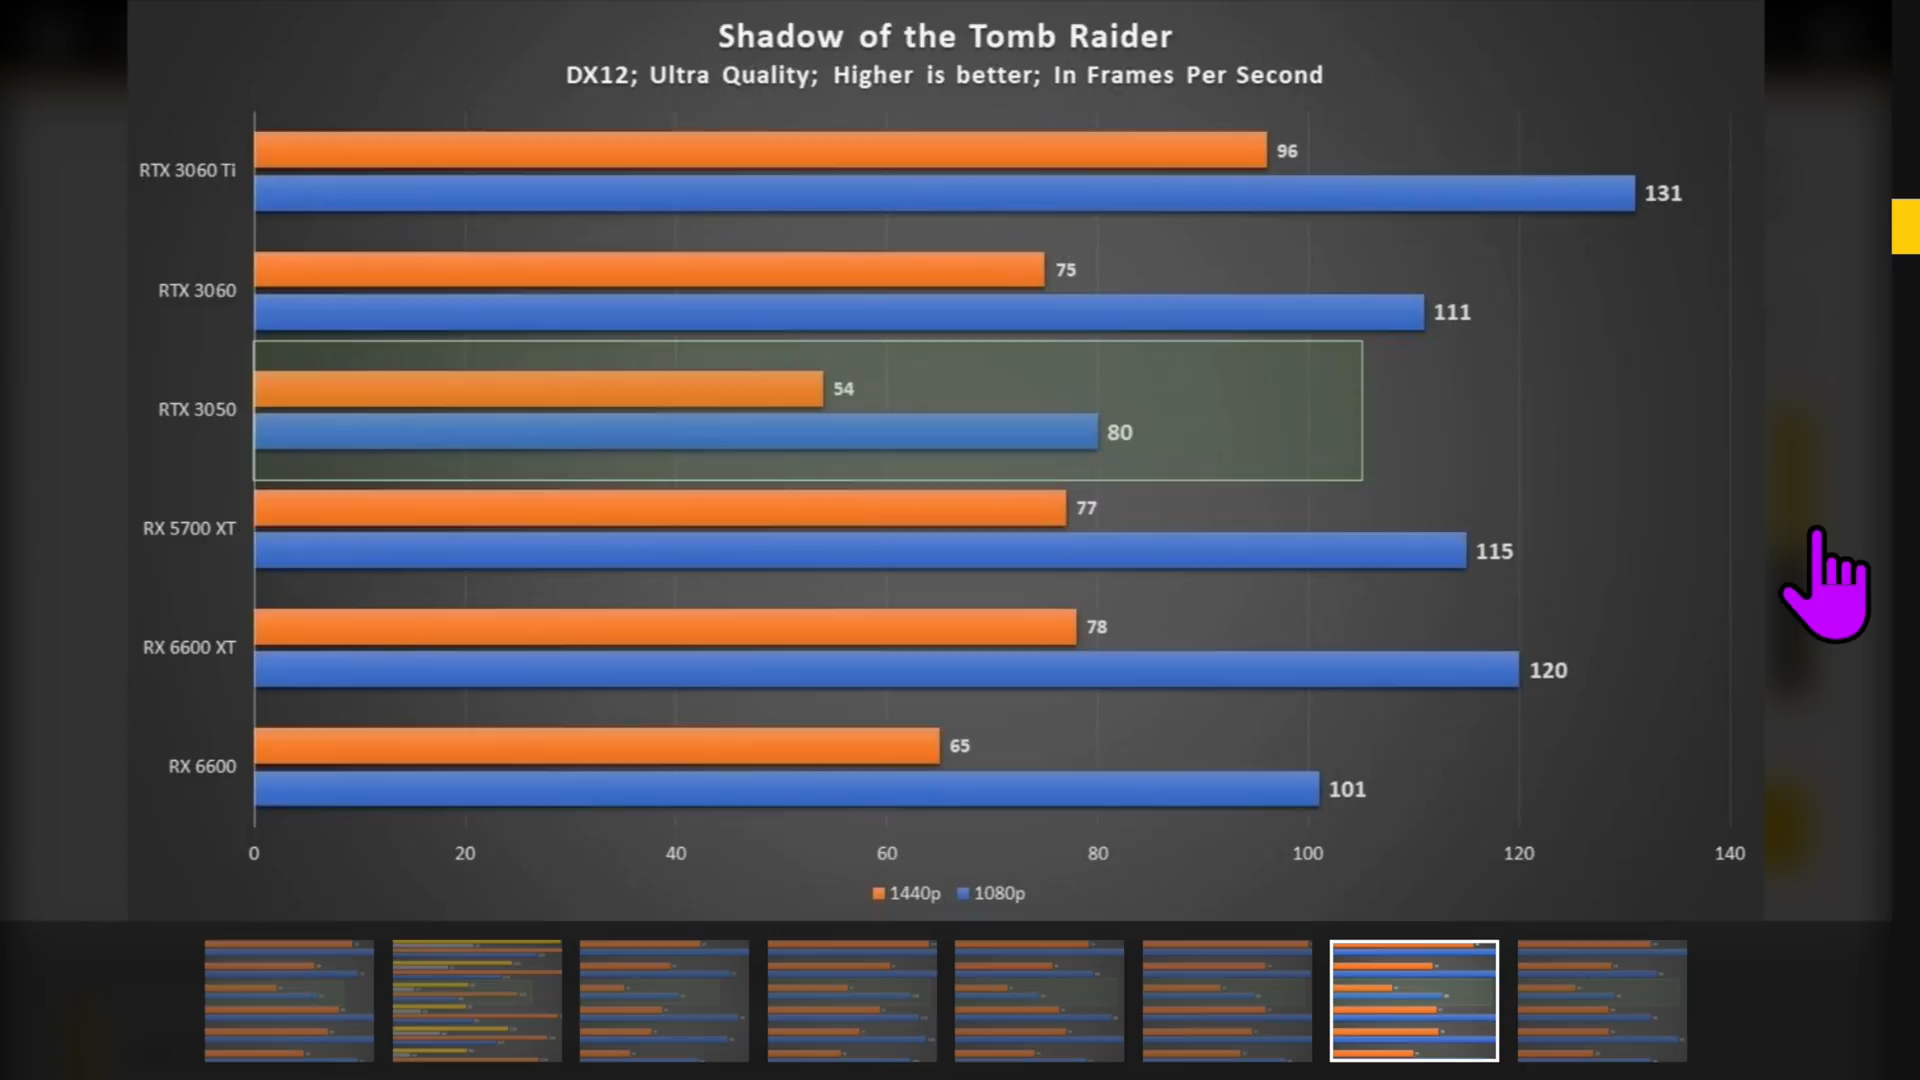 Shadow of the Tomb Raider
DX12; Ultra Quality; Higher is better; In Frames Per Second
RTX 3060 Ti
96
131
RTX 3060
75
111
RTX 3050
54
80
RX 5700 XT
77
115
RX 6600 XT
78
120
RX 6600
65
101
0 20 40 60 80 100 120 140
1440p 1080p